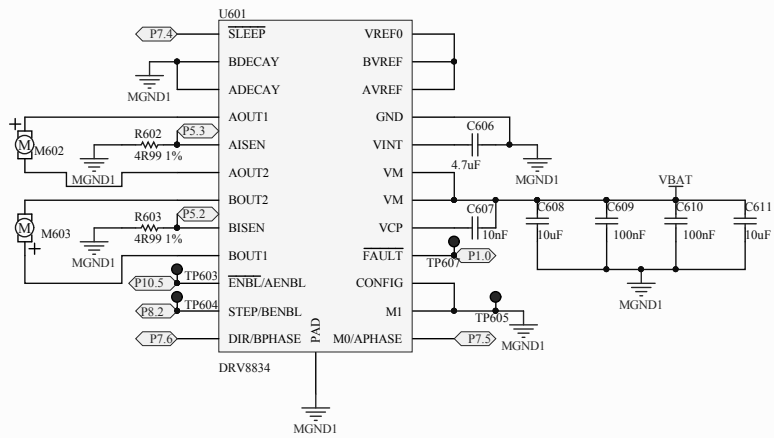 U601
P7.4
SLEEP
VREF0
BDECAY
BVREF
MGND1
ADECAY
AVREF
AOUT1
GND
C606
+
M
M602
R602
P5.3
4R99 1%
AISEN
VINT
4.7uF
MGND1
MGND1
AOUT2
VM
VBAT
BOUT2
VM
M
M603
+
R603
P5.2
4R99 1%
BISEN
VCP
C607
10nF
C608
10uF
C609
100nF
C610
100nF
C611
10uF
MGND1
BOUT1
FAULT
TP607
P1.0
P10.5
TP603
ENBL/AENBL
CONFIG
MGND1
P8.2
TP604
STEP/BENBL
M1
TP605
MGND1
P7.6
DIR/BPHASE
PAD
M0/APHASE
P7.5
DRV8834
MGND1